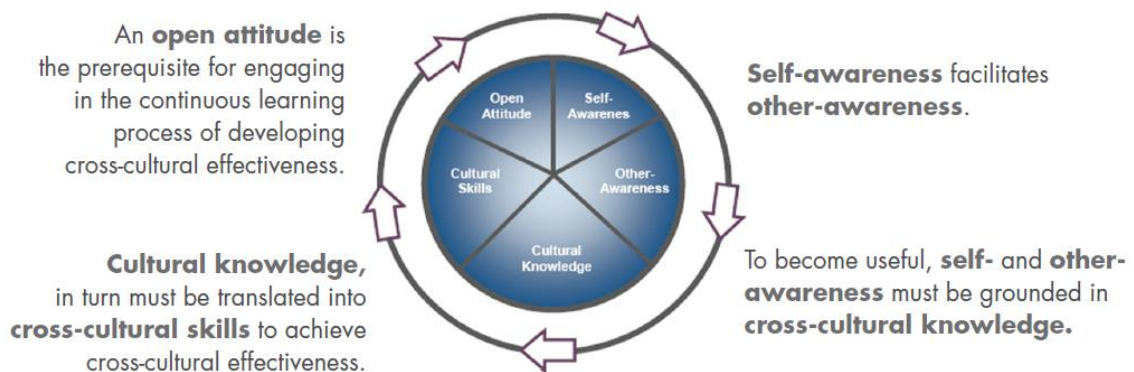 An open attitude is
the prerequisite for engaging
in the continuous learning
process of developing
cross-cultural effectiveness.
Open
Attitude
Self-
Awarenes
Cultural
Skills
Other-
Awareness
Cultural
Knowledge
Self-awareness facilitates
other-awareness.
Cultural knowledge,
in turn must be translated into
cross-cultural skills to achieve
cross-cultural effectiveness.
To become useful, self- and other-
awareness must be grounded in
cross-cultural knowledge.